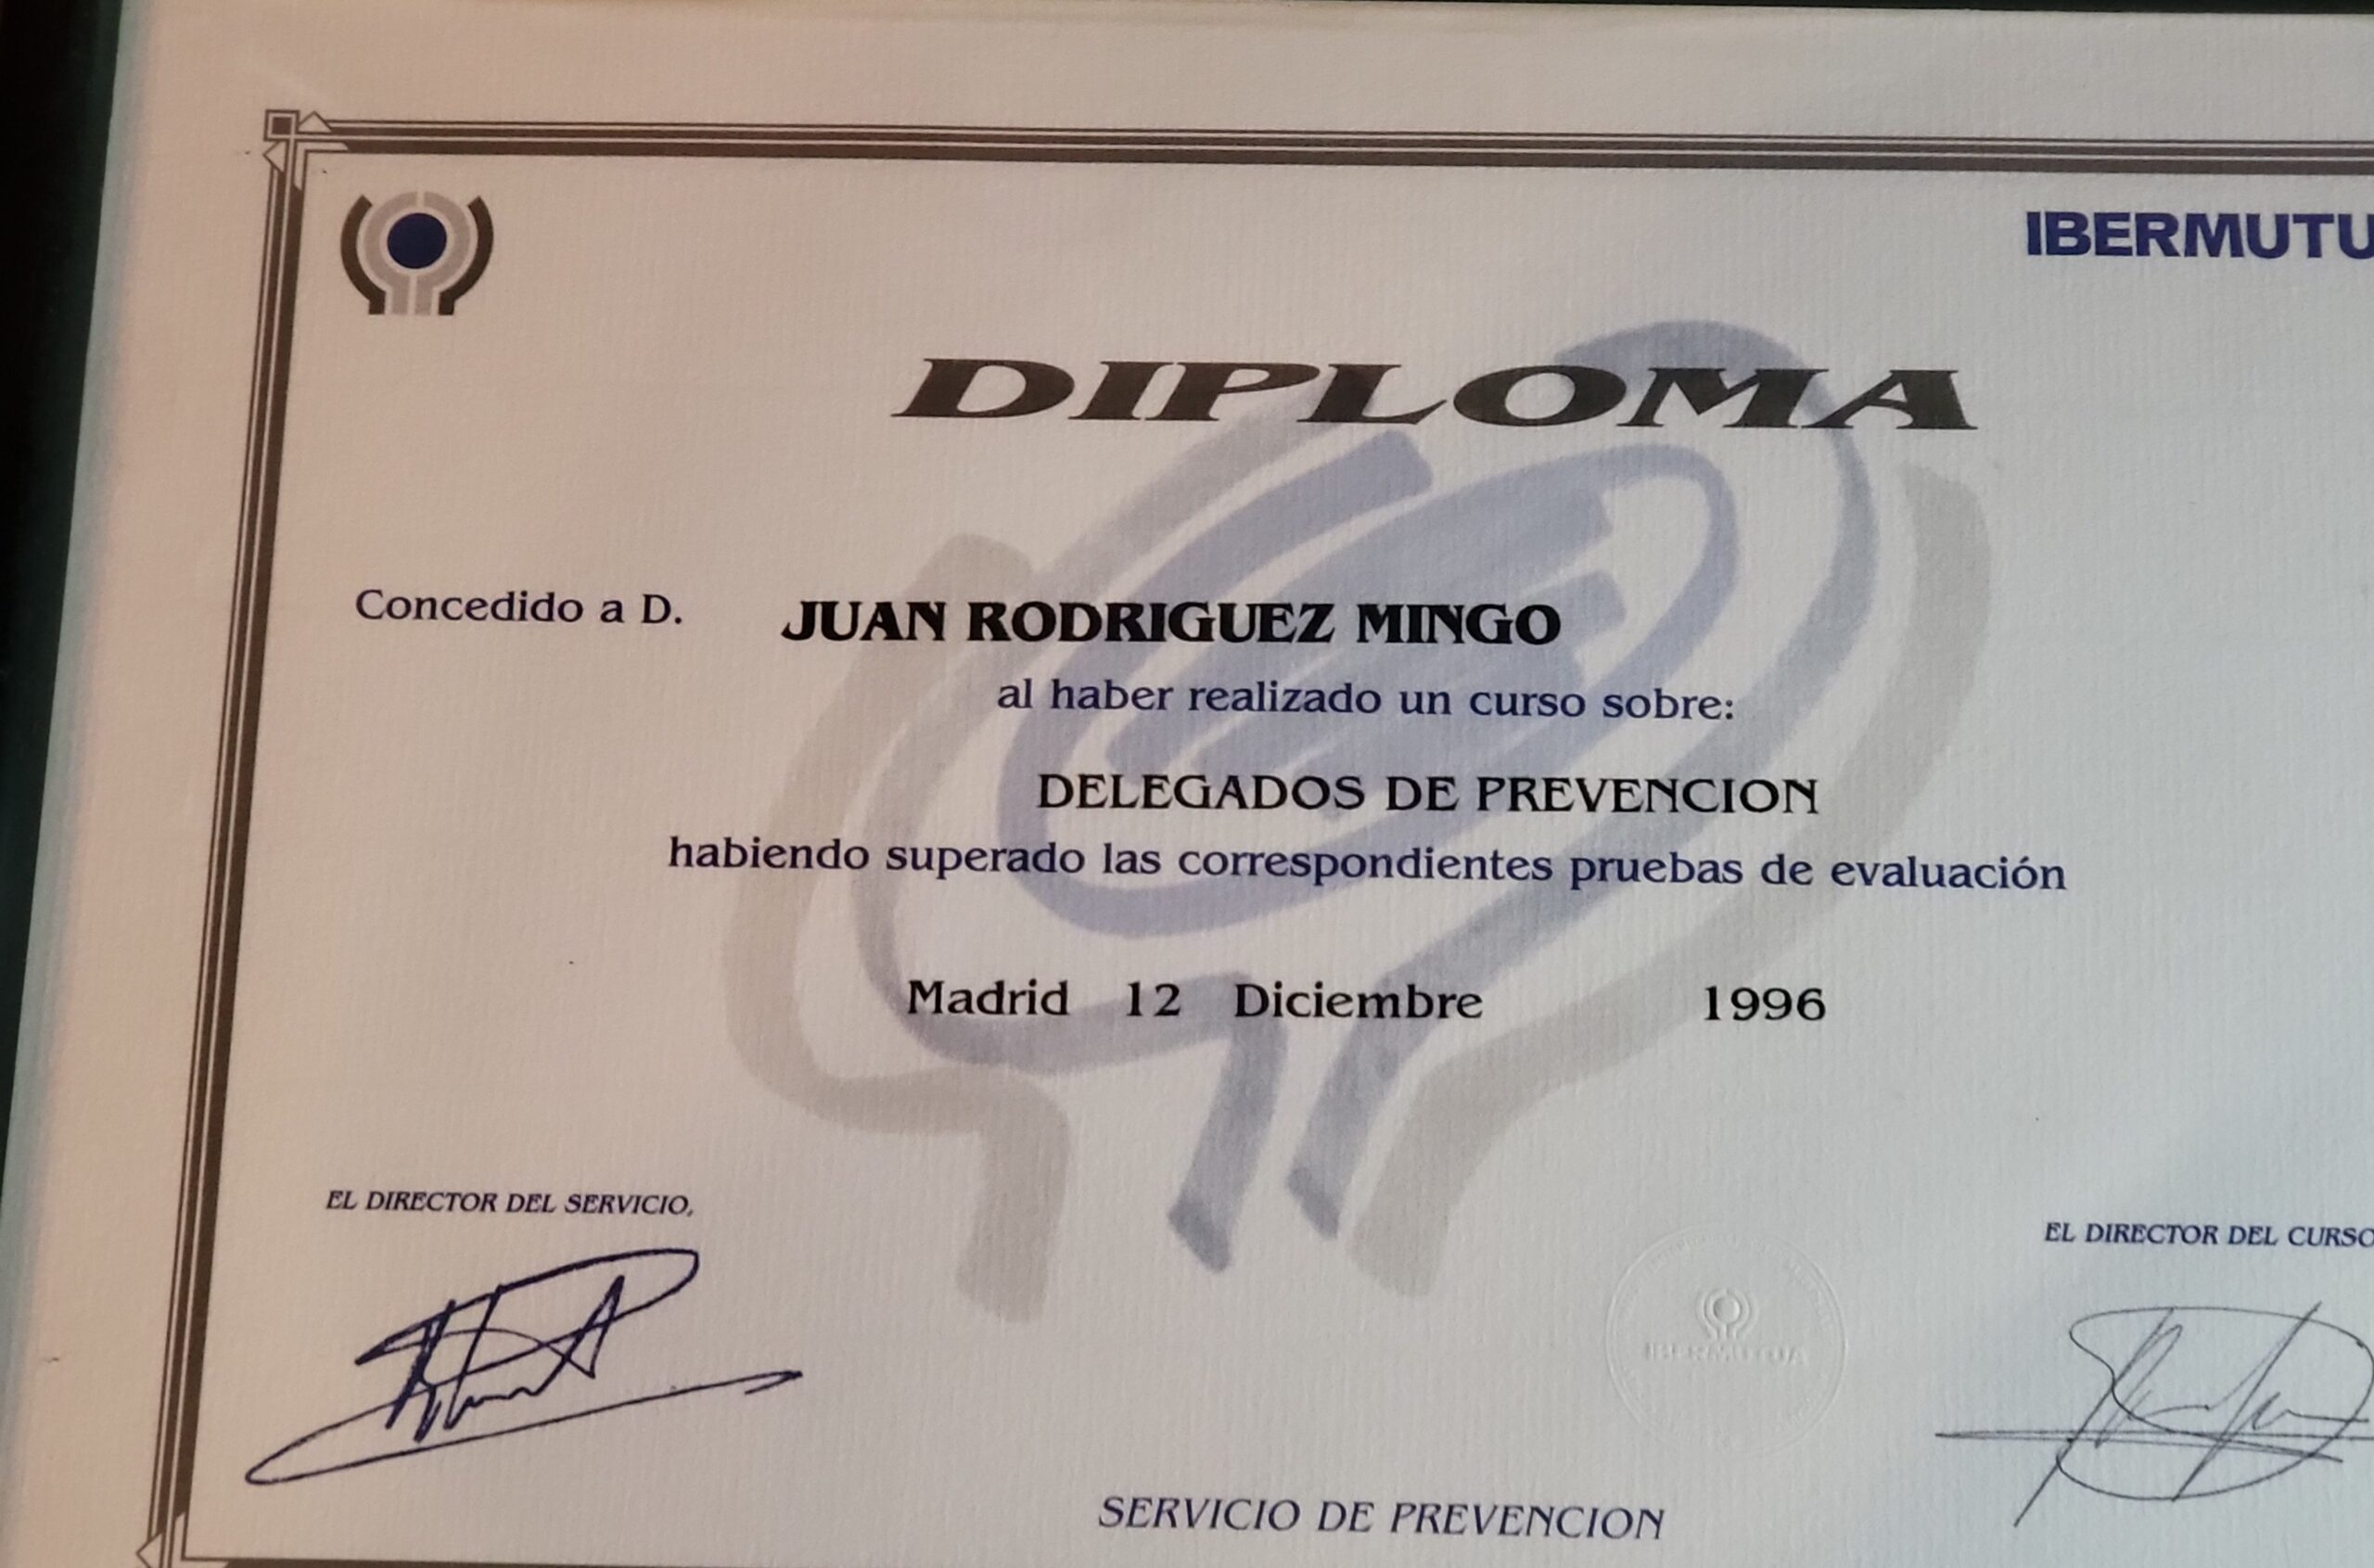 IBERMUTU
DIPLOMA
Concedido a D. JUAN RODRIGUEZ MINGO
al haber realizado un curso sobre:
DELEGADOS DE PREVENCION
habiendo superado las correspondientes pruebas de evaluación
Madrid 12 Diciembre 1996
EL DIRECTOR DEL SERVICIO,
EL DIRECTOR DEL CURSO
IBERMUTUA
SERVICIO DE PREVENCION